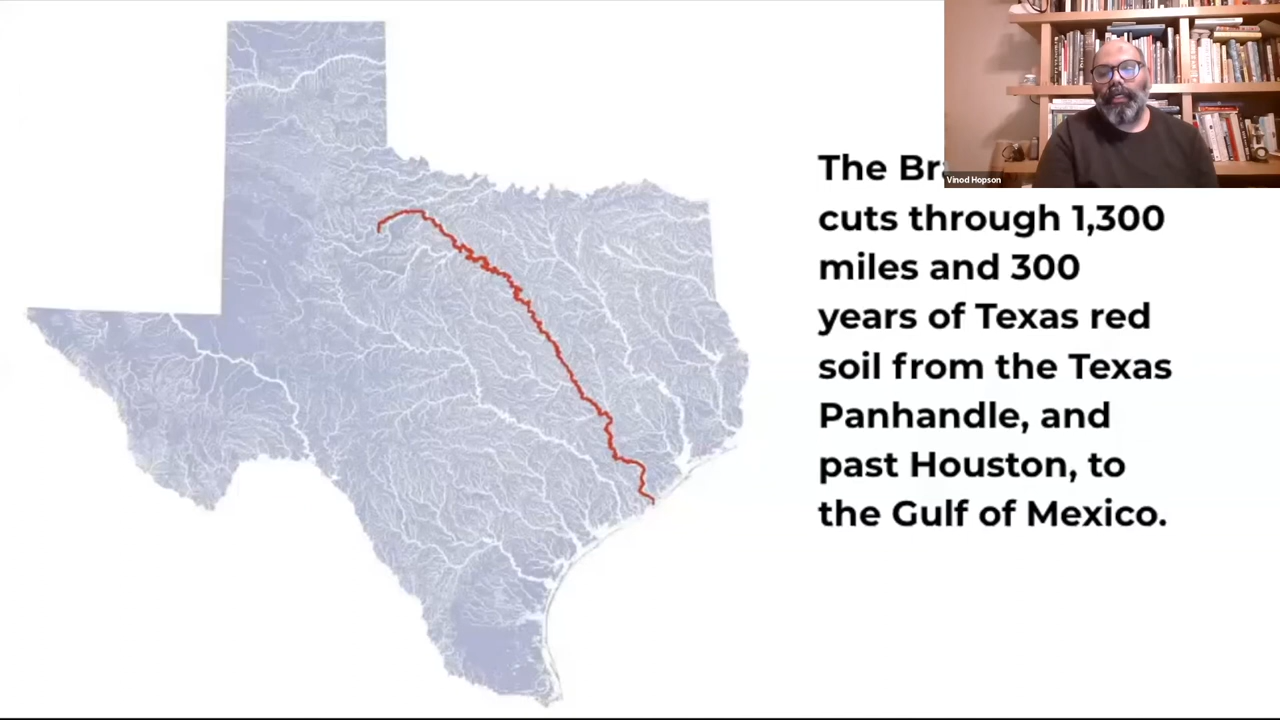 The
cuts through 1,300
miles and 300
years of Texas red
soil from the Texas
Panhandle, and
past Houston, to
the Gulf of Mexico.
Vinod Hopson